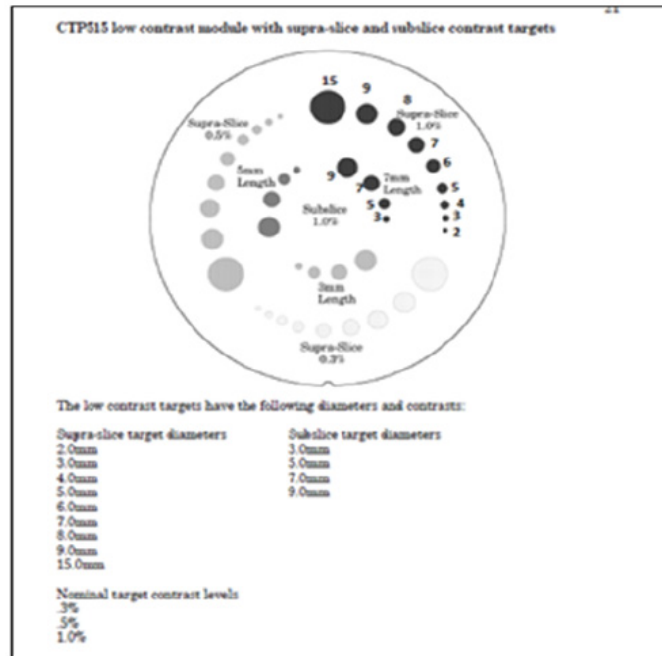 21
CTP515 low contrast module with supra-slice and subslice contrast targets
15
9
8
Supra-Slice
1.0%
7
6
5
4
3
2
Supra-Slice
0.5%
5mm
Length
9
7
7mm
Length
5
3
Subslice
1.0%
3mm
Length
Supra-Slice
0.3%
The low contrast targets have the following diameters and contrasts:
Supra-slice target diameters
2.0mm
3.0mm
4.0mm
5.0mm
6.0mm
7.0mm
8.0mm
9.0mm
15.0mm
Subslice target diameters
3.0mm
5.0mm
7.0mm
9.0mm
Nominal target contrast levels
.3%
.5%
1.0%